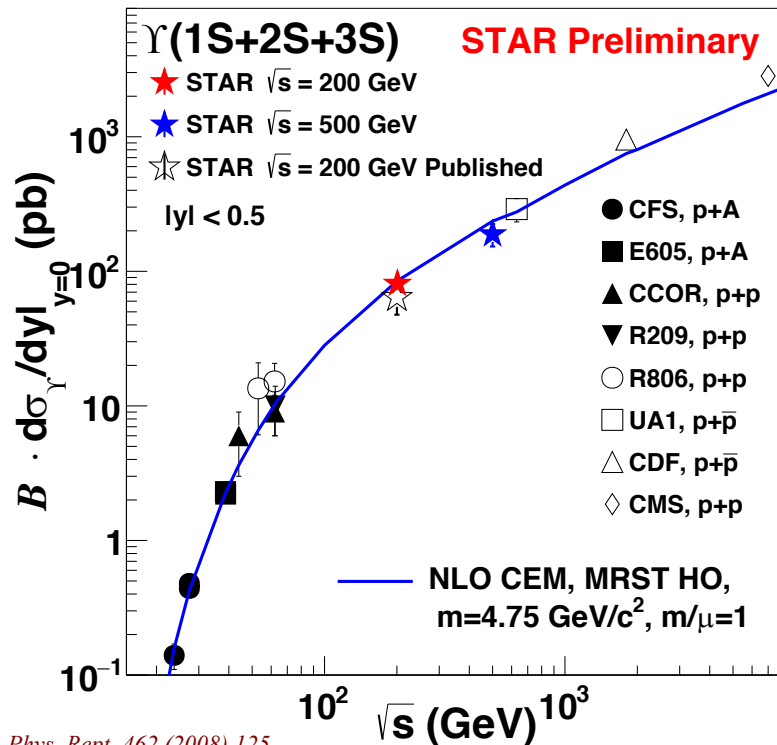 ϒ(1S+2S+3S) STAR Preliminary
STAR √s = 200 GeV
STAR √s = 500 GeV
STAR √s = 200 GeV Published
|y| < 0.5
CFS, p+A
E605, p+A
CCOR, p+p
R209, p+p
R806, p+p
UA1, p+p̅
CDF, p+p̅
CMS, p+p
NLO CEM, MRST HO,
m=4.75 GeV/c², m/μ=1
B · dσ_ϒ/dy|_y=0 (pb)
10³
10²
10
1
10⁻¹
10² 10³
√s (GeV)
Phys. Rept. 462 (2008) 125